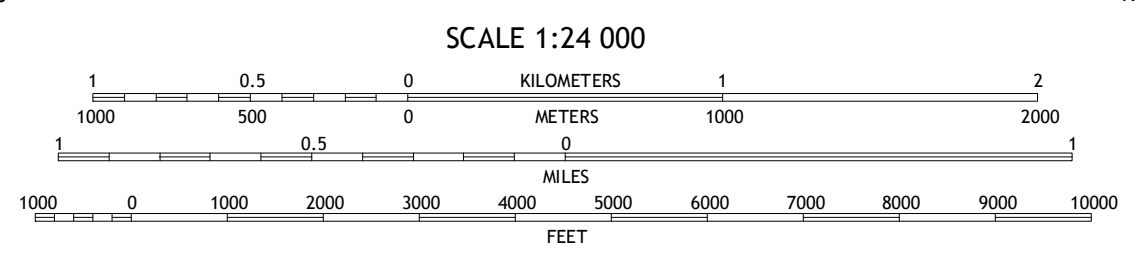 SCALE 1:24 000
1 0.5 0 KILOMETERS 1 2
1000 500 0 METERS 1000 2000
1 0.5 0 1
MILES
1000 0 1000 2000 3000 4000 5000 6000 7000 8000 9000 10000
FEET